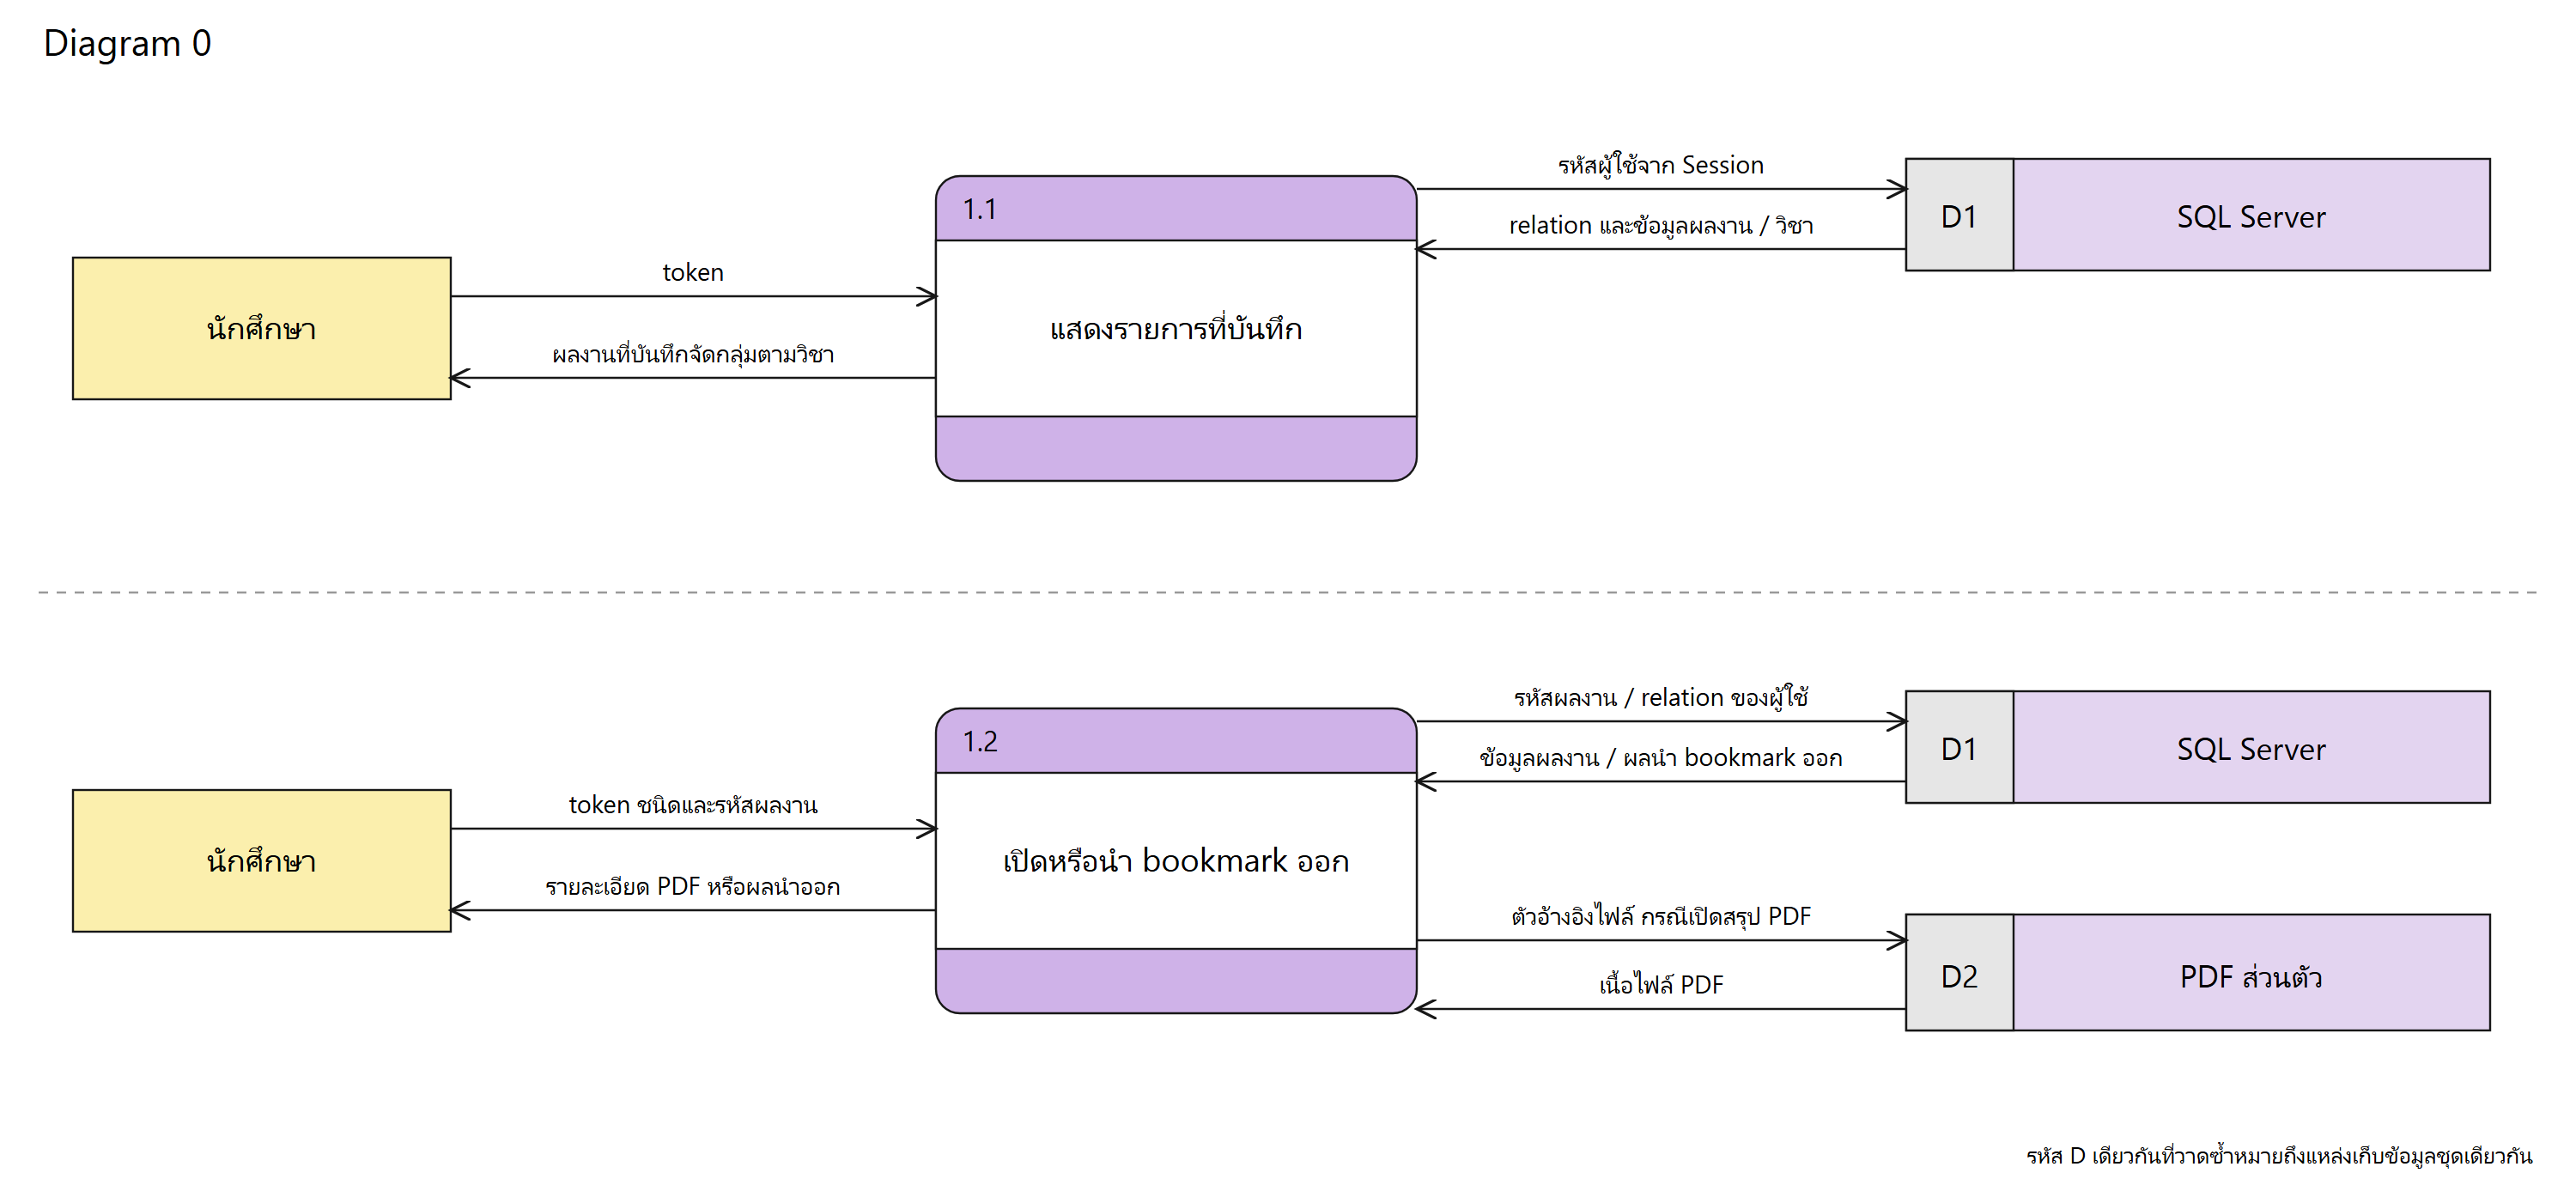 Diagram 0
รหัสผู้ใช้จาก Session
1.1
D1
SQL Server
relation และข้อมูลผลงาน / วิชา
token
นักศึกษา
แสดงรายการที่บันทึก
ผลงานที่บันทึกจัดกลุ่มตามวิชา
รหัสผลงาน / relation ของผู้ใช้
1.2
D1
SQL Server
ข้อมูลผลงาน / ผลนำ bookmark ออก
token ชนิดและรหัสผลงาน
นักศึกษา
เปิดหรือนำ bookmark ออก
รายละเอียด PDF หรือผลนำออก
ตัวอ้างอิงไฟล์ กรณีเปิดสรุป PDF
D2
PDF ส่วนตัว
เนื้อไฟล์ PDF
รหัส D เดียวกันที่วาดซ้ำหมายถึงแหล่งเก็บข้อมูลชุดเดียวกัน